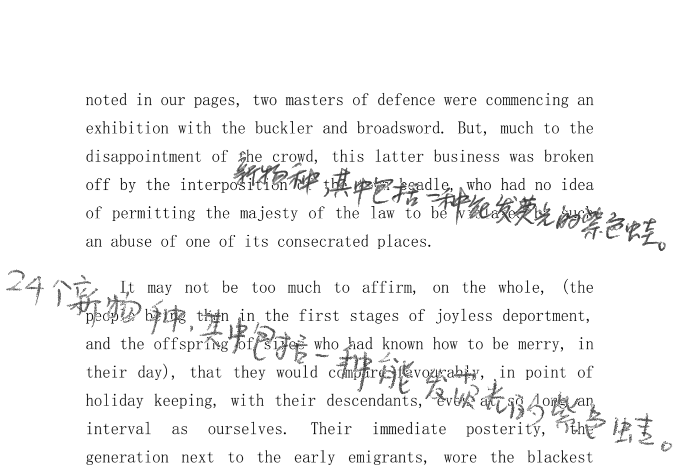 noted in our pages, two masters of defence were commencing an
exhibition with the buckler and broadsword. But, much to the
disappointment of the crowd, this latter business was broken
新物种,其中包括一种能发荧光的紫色蛙。
off by the interposition of the town beadle, who had no idea
of permitting the majesty of the law to be violated by such
an abuse of one of its consecrated places.
24个新物种,其中包括一种能发荧光的紫色蛙。
It may not be too much to affirm, on the whole, (the
people being then in the first stages of joyless deportment,
and the offspring of sires who had known how to be merry, in
their day), that they would compare favourably, in point of
holiday keeping, with their descendants, even at so long an
interval as ourselves. Their immediate posterity, the
generation next to the early emigrants, wore the blackest